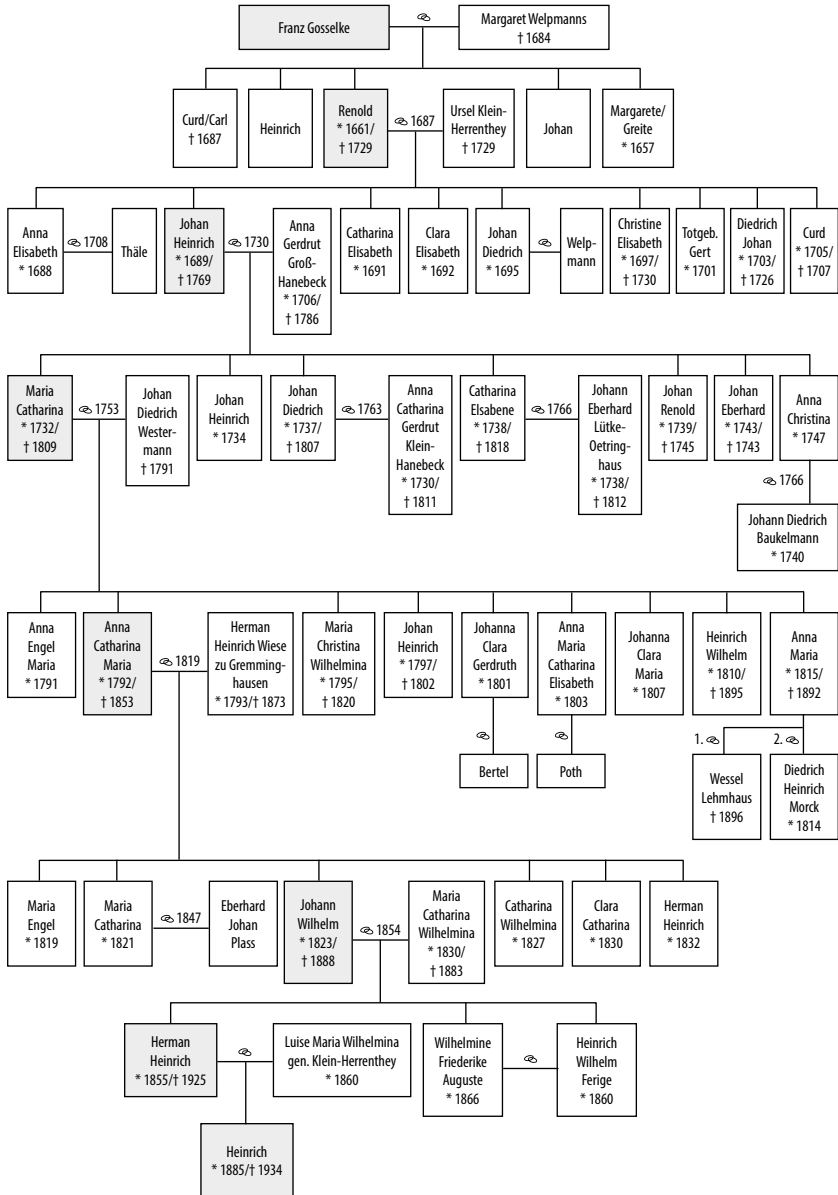 Franz Gosselke
⚭
Margaret Welpmanns
† 1684
Curd/Carl
† 1687
Heinrich
Renold
* 1661/
† 1729
⚭ 1687
Ursel Klein-
Herrenthey
† 1729
Johan
Margarete/
Greite
* 1657
Anna
Elisabeth
* 1688
⚭ 1708
Thäle
Johan
Heinrich
* 1689/
† 1769
⚭ 1730
Anna
Gerdrut
Groß-
Hanebeck
* 1706/
† 1786
Catharina
Elisabeth
* 1691
Clara
Elisabeth
* 1692
Johan
Diedrich
* 1695
⚭
Welp-
mann
Christine
Elisabeth
* 1697/
† 1730
Totgeb.
Gert
* 1701
Diedrich
Johan
* 1703/
† 1726
Curd
* 1705/
† 1707
Maria
Catharina
* 1732/
† 1809
⚭ 1753
Johan
Diedrich
Wester-
mann
† 1791
Johan
Heinrich
* 1734
Johan
Diedrich
* 1737/
† 1807
⚭ 1763
Anna
Catharina
Gerdrut
Klein-
Hanebeck
* 1730/
† 1811
Catharina
Elsabene
* 1738/
† 1818
⚭ 1766
Johann
Eberhard
Lütke-
Oetring-
haus
* 1738/
† 1812
Johan
Renold
* 1739/
† 1745
Johan
Eberhard
* 1743/
† 1743
Anna
Christina
* 1747
⚭ 1766
Johann Diedrich
Baukelmann
* 1740
Anna
Engel
Maria
* 1791
Anna
Catharina
Maria
* 1792/
† 1853
⚭ 1819
Herman
Heinrich Wiese
zu Gremming-
hausen
* 1793/† 1873
Maria
Christina
Wilhelmina
* 1795/
† 1820
Johan
Heinrich
* 1797/
† 1802
Johanna
Clara
Gerdruth
* 1801
⚭
Bertel
Anna
Maria
Catharina
Elisabeth
* 1803
⚭
Poth
Johanna
Clara
Maria
* 1807
Heinrich
Wilhelm
* 1810/
† 1895
Anna
Maria
* 1815/
† 1892
1. ⚭
2. ⚭
Wessel
Lehmhaus
† 1896
Diedrich
Heinrich
Morck
* 1814
Maria
Engel
* 1819
Maria
Catharina
* 1821
⚭ 1847
Eberhard
Johan
Plass
Johann
Wilhelm
* 1823/
† 1888
⚭ 1854
Maria
Catharina
Wilhelmina
* 1830/
† 1883
Catharina
Wilhelmina
* 1827
Clara
Catharina
* 1830
Herman
Heinrich
* 1832
Herman
Heinrich
* 1855/† 1925
⚭
Luise Maria Wilhelmina
gen. Klein-Herrenthey
* 1860
Wilhelmine
Friederike
Auguste
* 1866
⚭
Heinrich
Wilhelm
Ferige
* 1860
Heinrich
* 1885/† 1934